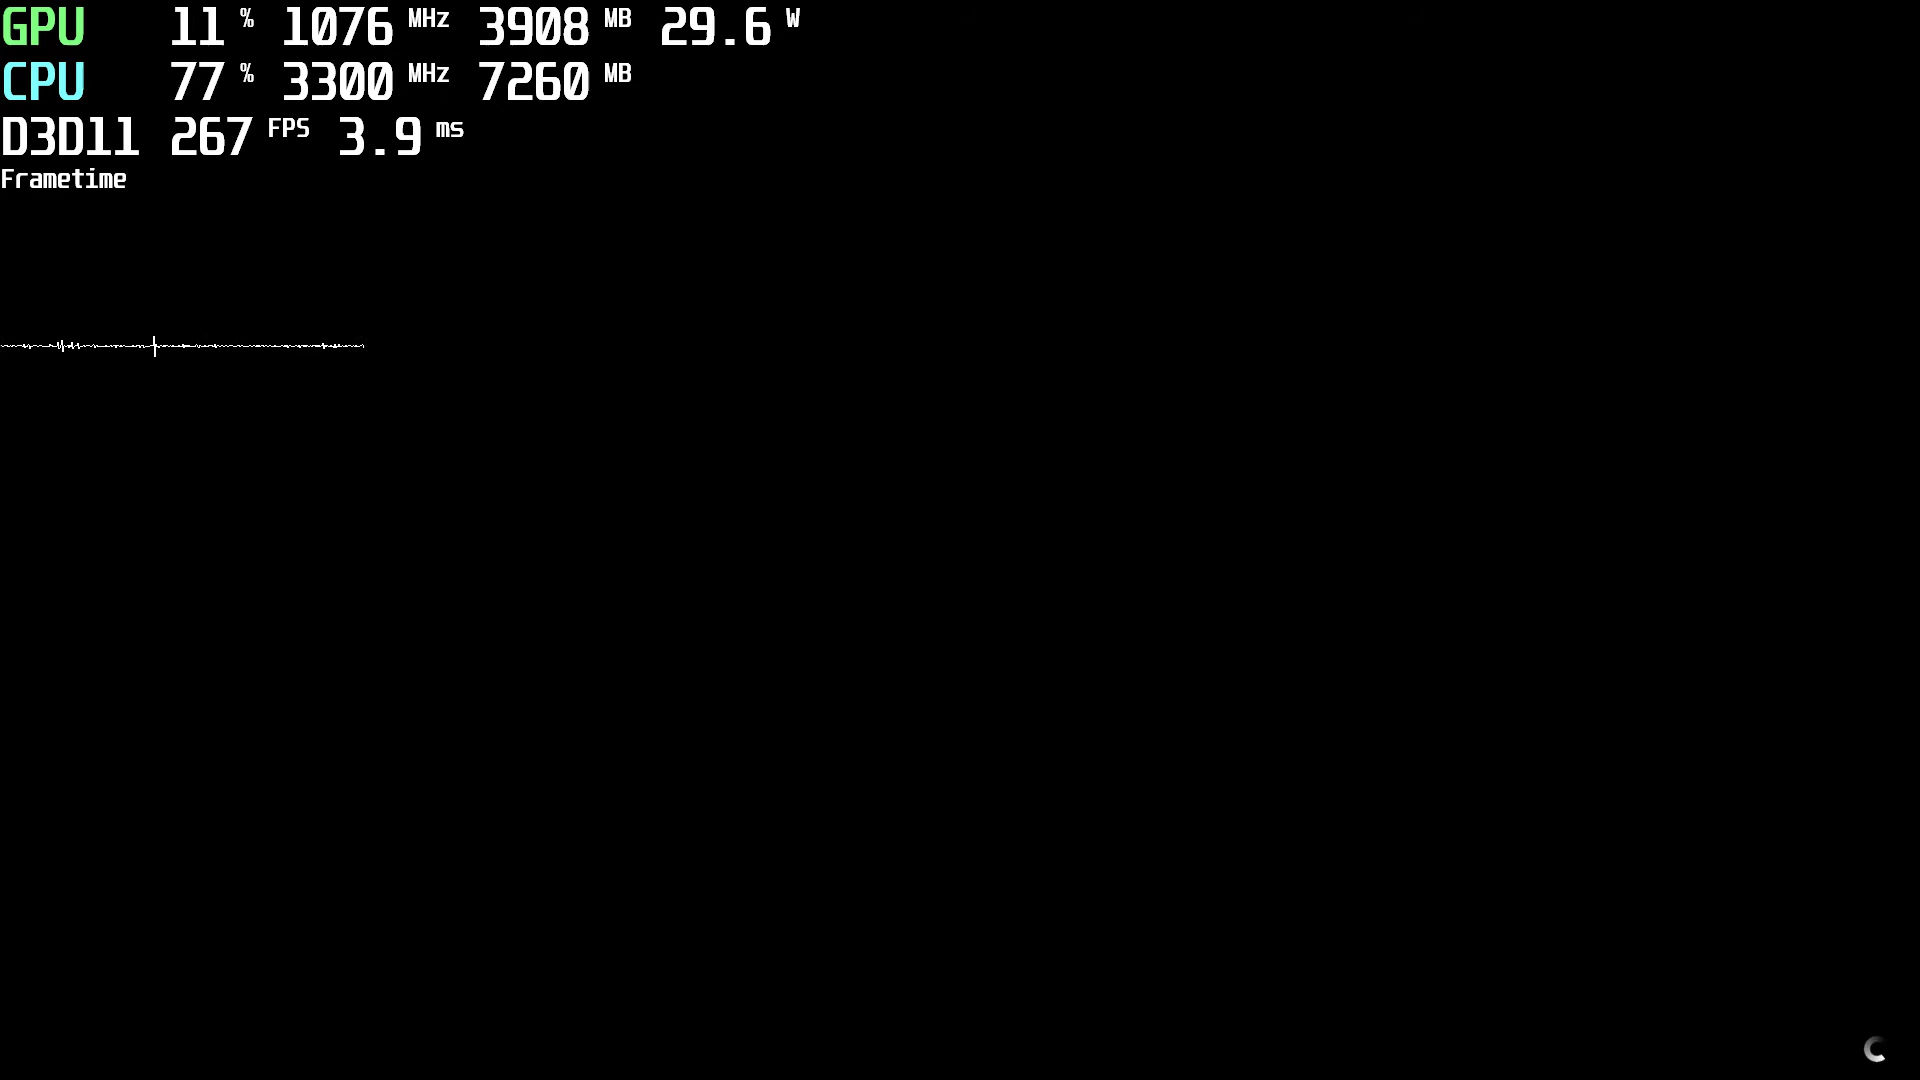 GPU 11 % 1076 MHz 3908 MB 29.6 W
CPU 77 % 3300 MHz 7260 MB
D3D11 267 FPS 3.9 ms
Frametime